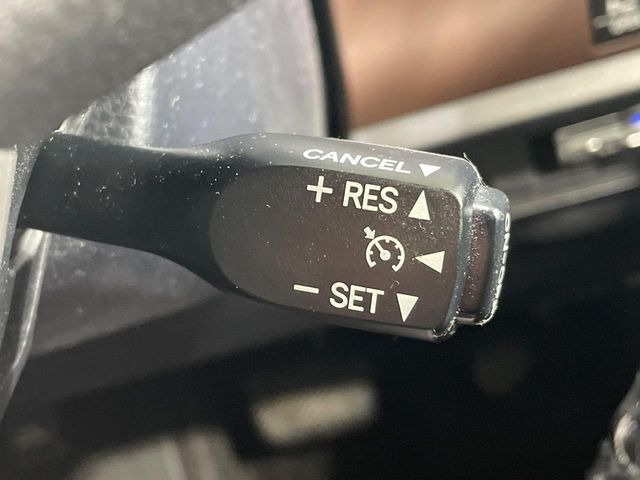 CANCEL ▼
+ RES ▲
◀
- SET ▼